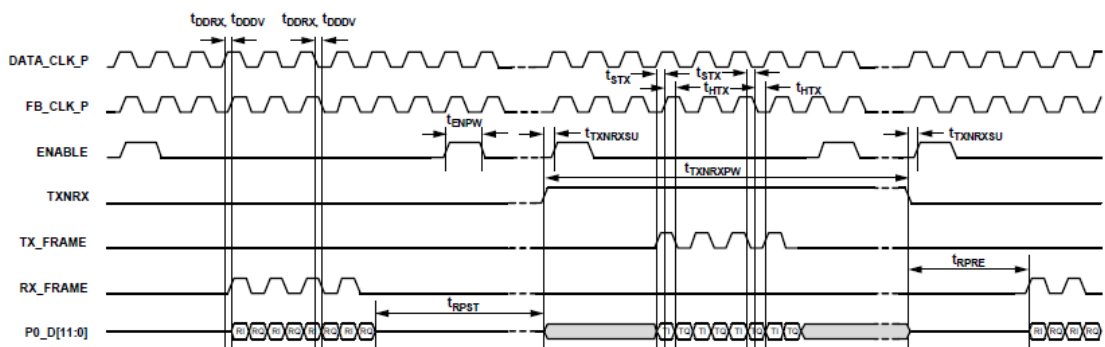 tDDRX, tDDDV tDDRX, tDDDV
DATA_CLK_P
tSTX tSTX
FB_CLK_P
tHTX tHTX
tENPW
tTXNRXSU tTXNRXSU
ENABLE
tTXNRXPW
TXNRX
TX_FRAME
tRPRE
RX_FRAME
tRPST
P0_D[11:0] RI RQ RI RQ RI RQ RI RQ TI TQ TI TQ TI TQ TI TQ RI RQ RI RQ